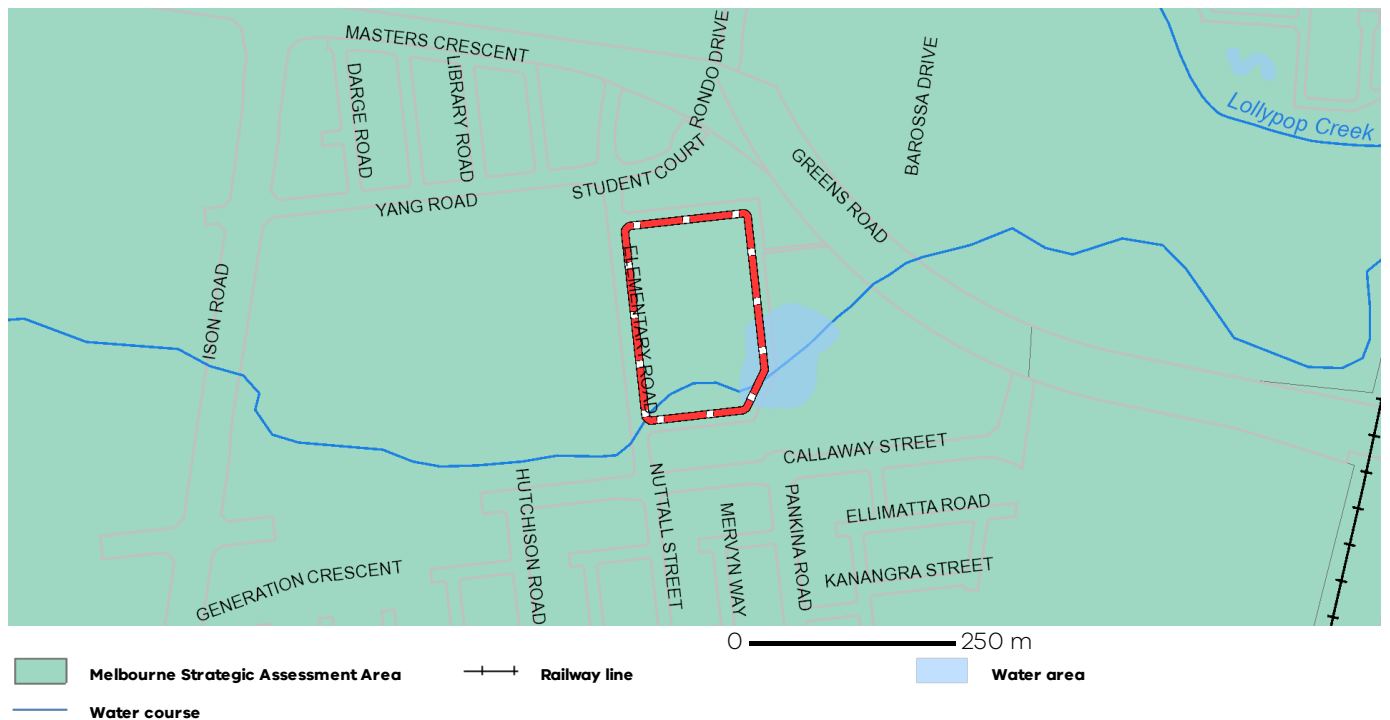 MASTERS CRESCENT
RONDO DRIVE
BAROSSA DRIVE
DARGE ROAD
LIBRARY ROAD
Lollypop Creek
STUDENT COURT
GREENS ROAD
YANG ROAD
ISON ROAD
ELEMENTARY ROAD
CALLAWAY STREET
HUTCHISON ROAD
NUTTALL STREET
MERVYN WAY
PANKINA ROAD
ELLIMATTA ROAD
GENERATION CRESCENT
KANANGRA STREET
0 250 m
Melbourne Strategic Assessment Area
Railway line
Water area
Water course